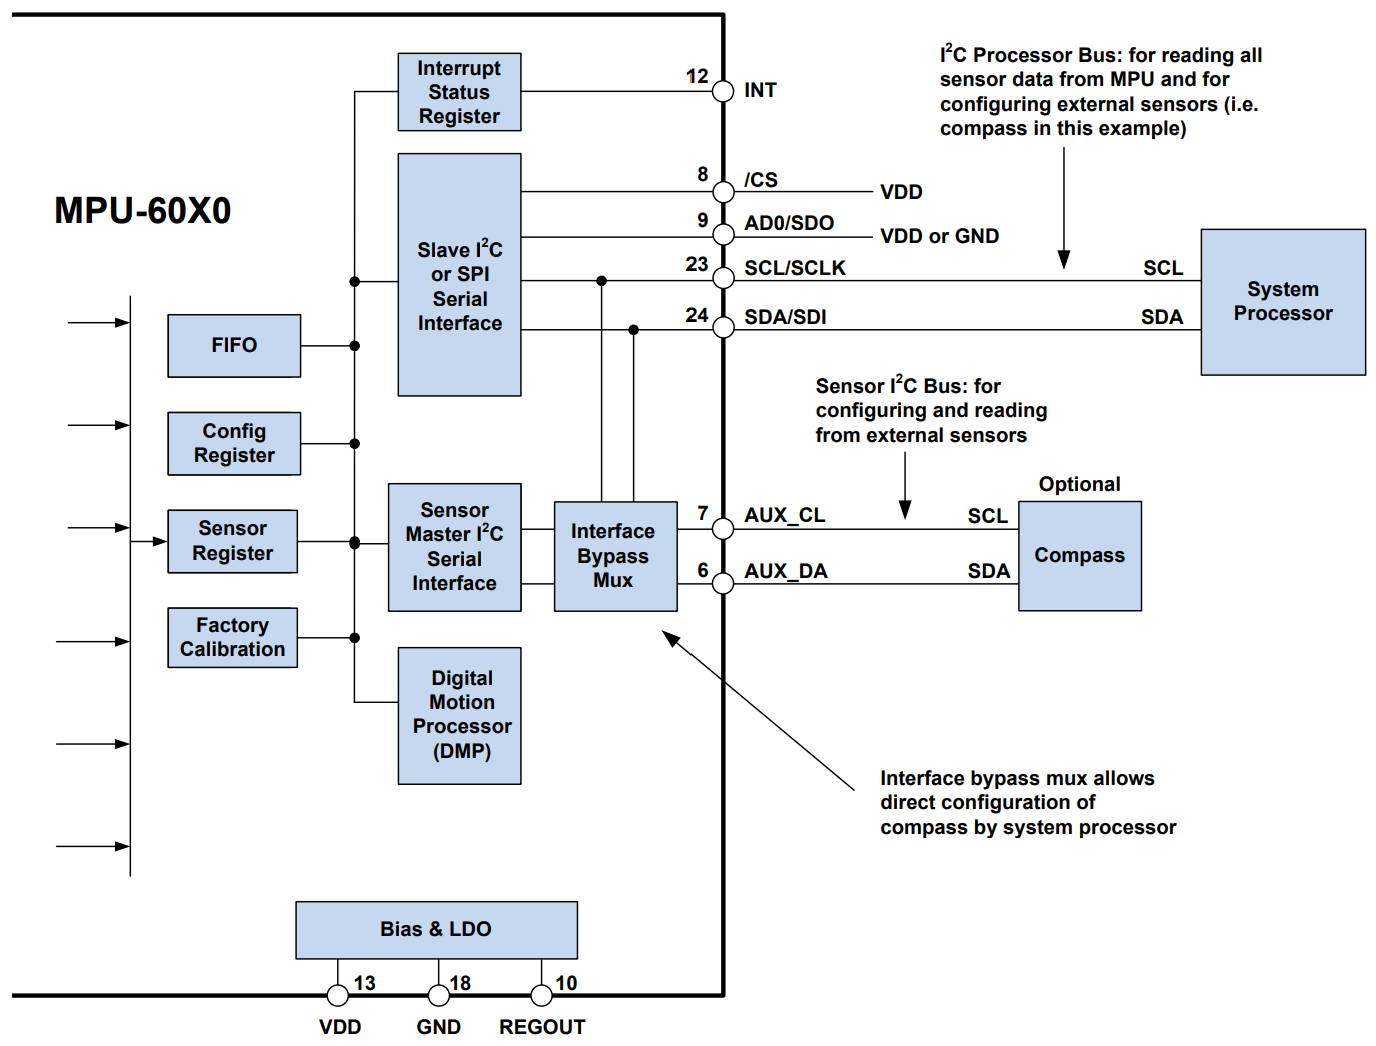 MPU-60X0
Interrupt
Status
Register
12
INT
I2C Processor Bus: for reading all
sensor data from MPU and for
configuring external sensors (i.e.
compass in this example)
Slave I2C
or SPI
Serial
Interface
8
/CS
VDD
9
AD0/SDO
VDD or GND
23
SCL/SCLK
SCL
24
SDA/SDI
SDA
System
Processor
FIFO
Config
Register
Sensor
Register
Factory
Calibration
Sensor I2C Bus: for
configuring and reading
from external sensors
Sensor
Master I2C
Serial
Interface
Interface
Bypass
Mux
7
AUX_CL
SCL
6
AUX_DA
SDA
Optional
Compass
Digital
Motion
Processor
(DMP)
Interface bypass mux allows
direct configuration of
compass by system processor
Bias & LDO
13
18
10
VDD
GND
REGOUT